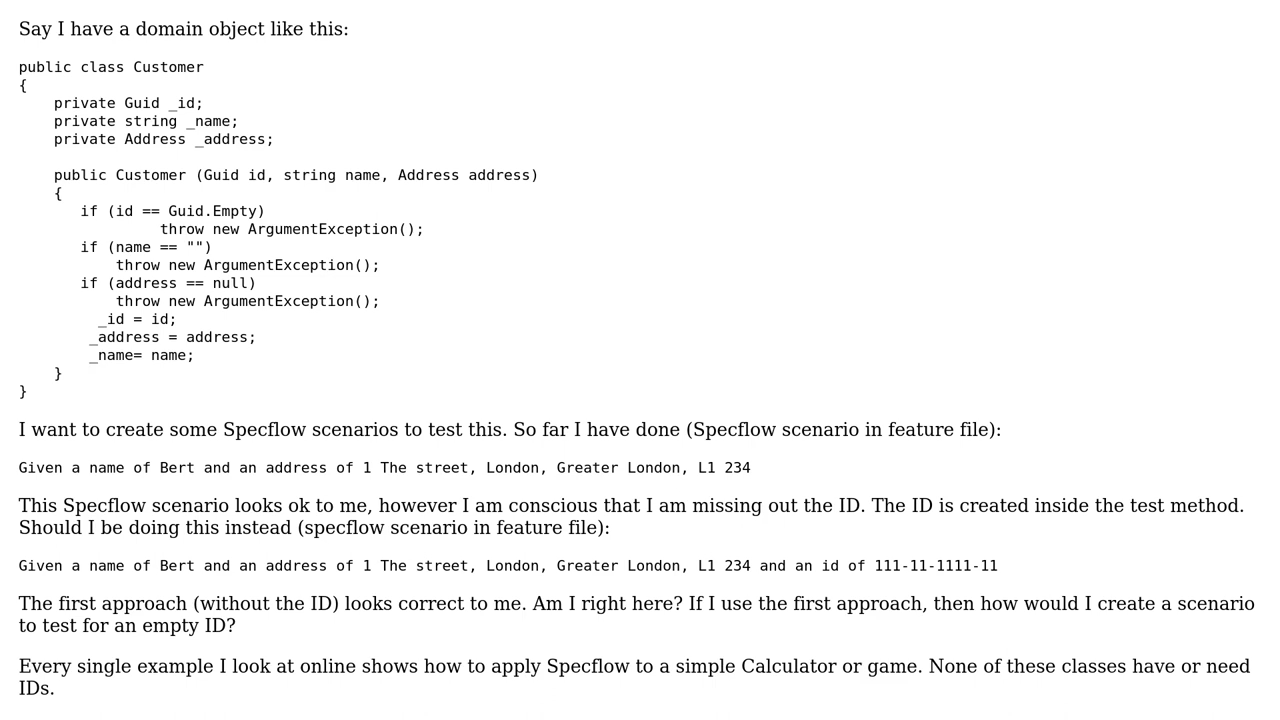 Say I have a domain object like this:
public class Customer
{
    private Guid _id;
    private string _name;
    private Address _address;

    public Customer (Guid id, string name, Address address)
    {
       if (id == Guid.Empty)
                throw new ArgumentException();
       if (name == "")
           throw new ArgumentException();
       if (address == null)
           throw new ArgumentException();
         _id = id;
        _address = address;
        _name= name;
    }
}
I want to create some Specflow scenarios to test this. So far I have done (Specflow scenario in feature file):
Given a name of Bert and an address of 1 The street, London, Greater London, L1 234
This Specflow scenario looks ok to me, however I am conscious that I am missing out the ID. The ID is created inside the test method.
Should I be doing this instead (specflow scenario in feature file):
Given a name of Bert and an address of 1 The street, London, Greater London, L1 234 and an id of 111-11-1111-11
The first approach (without the ID) looks correct to me. Am I right here? If I use the first approach, then how would I create a scenario
to test for an empty ID?
Every single example I look at online shows how to apply Specflow to a simple Calculator or game. None of these classes have or need
IDs.